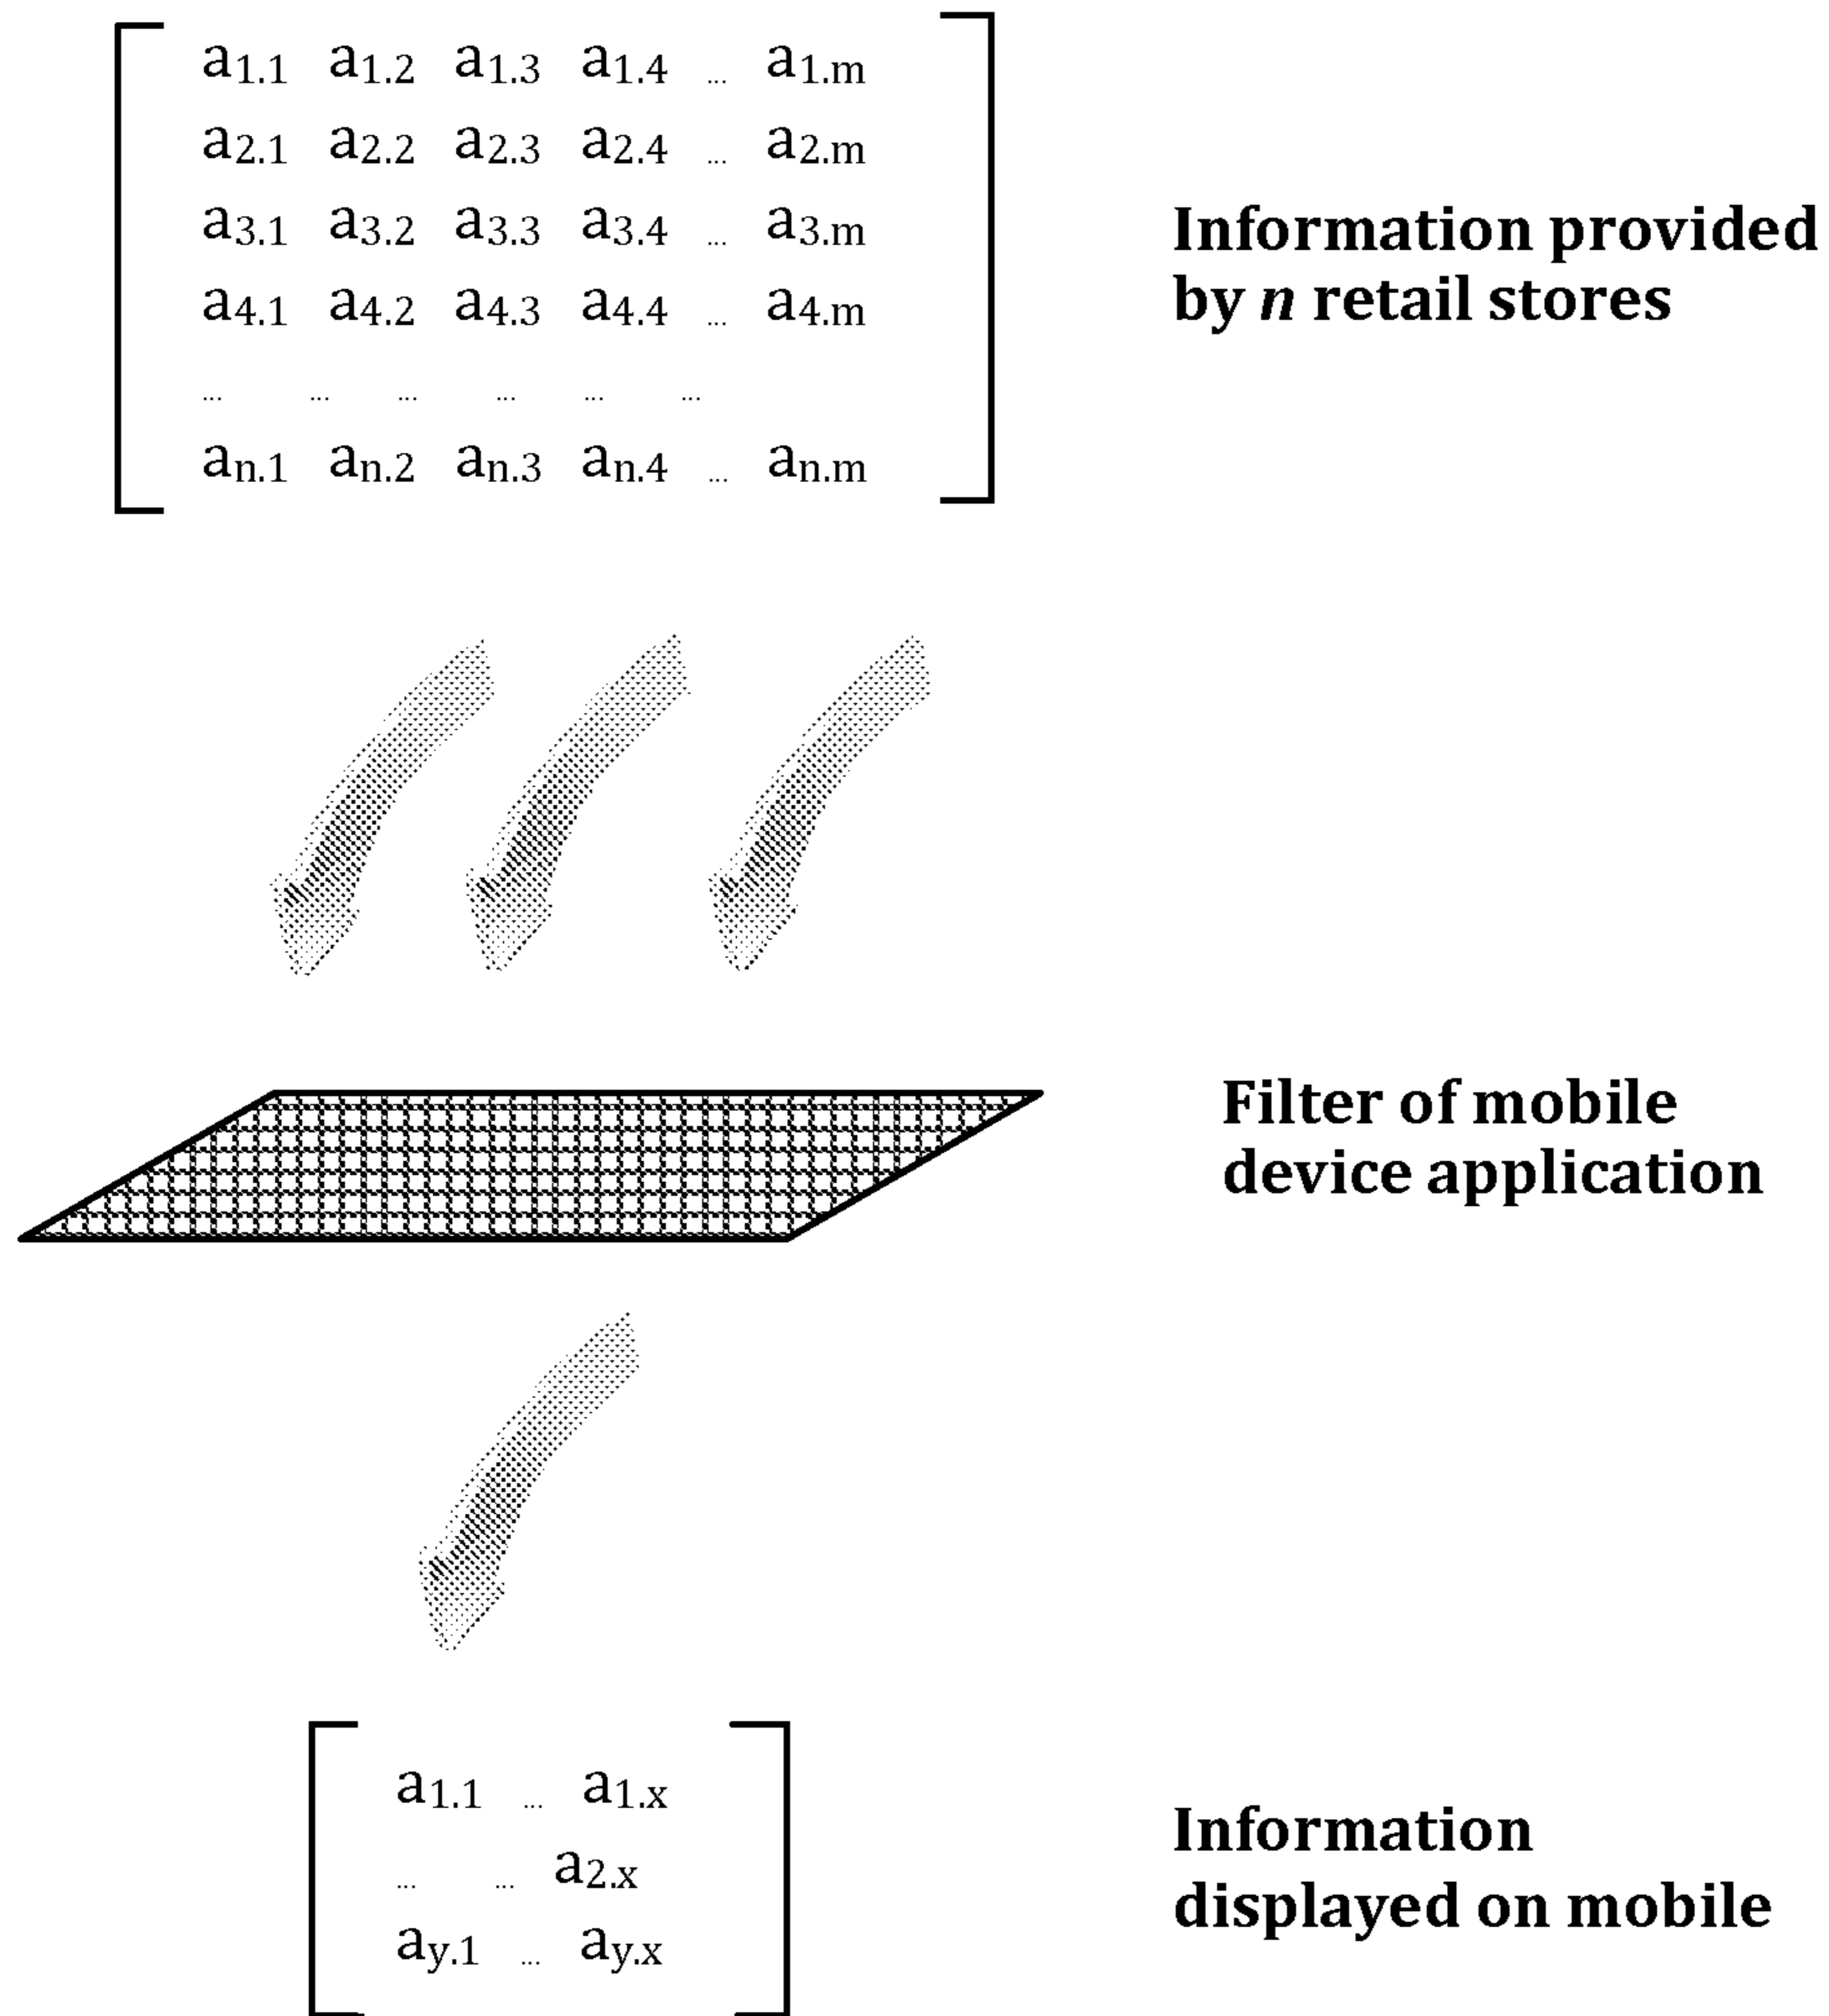 a1.1 a1.2 a1.3 a1.4 ... a1.m
a2.1 a2.2 a2.3 a2.4 ... a2.m
a3.1 a3.2 a3.3 a3.4 ... a3.m
a4.1 a4.2 a4.3 a4.4 ... a4.m
... ... ... ... ... ...
an.1 an.2 an.3 an.4 ... an.m
Information provided
by n retail stores
Filter of mobile
device application
a1.1 ... a1.x
... ... a2.x
ay.1 ... ay.x
Information
displayed on mobile